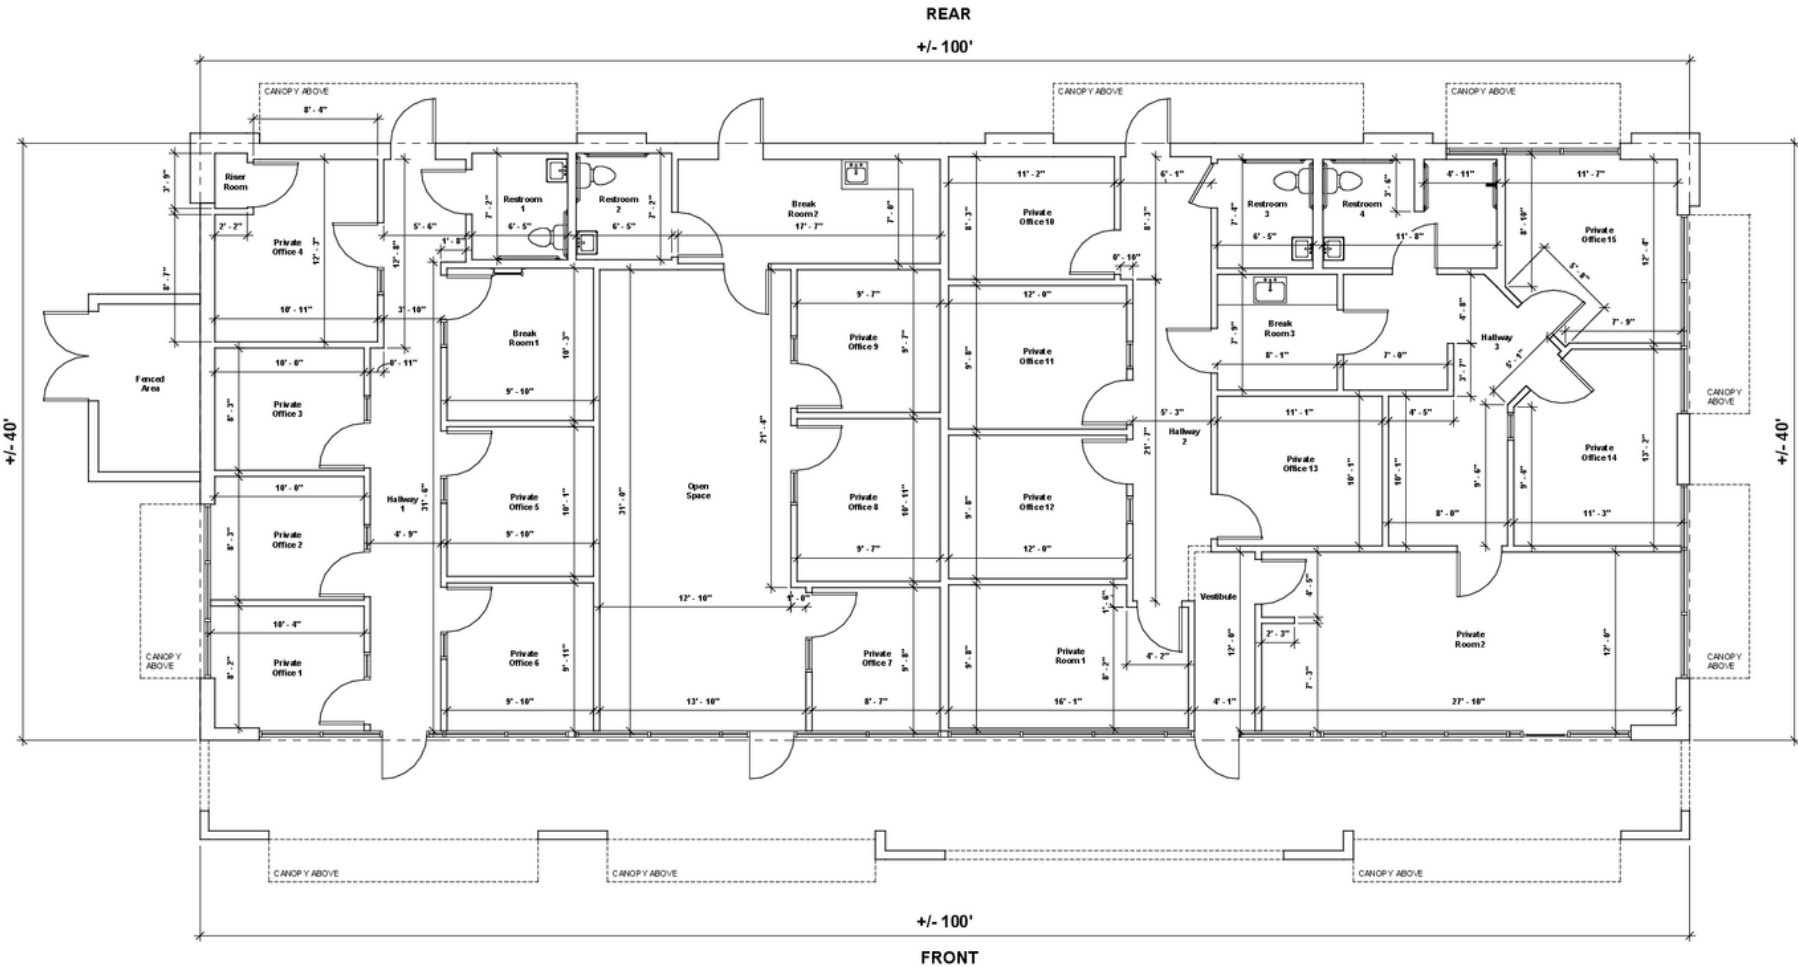 REAR
+/- 100'
CANOPY ABOVE
CANOPY ABOVE
CANOPY ABOVE
8' - 4"
3' - 9"
Riser
Room
2' - 2"
8' - 7"
Private
Office 4
12' - 3"
10' - 11"
12' - 8"
5' - 6"
1' - 8"
3' - 10"
0' - 11"
7' - 2"
Restroom
1
6' - 5"
Restroom
2
7' - 2"
6' - 5"
Break
Room 2
7' - 0"
17' - 7"
11' - 2"
8' - 3"
Private
Office 10
6' - 1"
8' - 3"
0' - 10"
7' - 4"
Restroom
3
6' - 5"
Restroom
4
3' - 6"
4' - 11"
11' - 8"
11' - 7"
8' - 10"
Private
Office 15
12' - 4"
5' - 8"
7' - 9"
Fenced
Area
10' - 0"
8' - 3"
Private
Office 3
Break
Room 1
10' - 3"
9' - 10"
9' - 7"
Private
Office 9
9' - 7"
12' - 0"
9' - 8"
Private
Office 11
7' - 9"
Break
Room 3
8' - 1"
7' - 0"
4' - 8"
3' - 7"
Hallway
3
5' - 1"
CANOPY
ABOVE
+/- 40'
+/- 40'
10' - 0"
8' - 3"
Private
Office 2
Hallway
1
31' - 6"
4' - 9"
Private
Office 5
10' - 1"
9' - 10"
Open
Space
31' - 0"
21' - 4"
12' - 10"
1' - 0"
13' - 10"
Private
Office 8
10' - 11"
9' - 7"
9' - 8"
Private
Office 12
12' - 0"
5' - 3"
21' - 7"
Hallway
2
11' - 1"
Private
Office 13
10' - 1"
4' - 5"
10' - 1"
8' - 0"
9' - 6"
9' - 4"
Private
Office 14
13' - 2"
11' - 3"
CANOPY
ABOVE
10' - 4"
8' - 2"
Private
Office 1
Private
Office 6
9' - 11"
9' - 10"
Private
Office 7
9' - 8"
8' - 7"
9' - 8"
Private
Room 1
1' - 6"
8' - 2"
4' - 2"
16' - 1"
Vestibule
12' - 0"
4' - 1"
4' - 5"
2' - 3"
7' - 3"
Private
Room 2
12' - 0"
27' - 10"
CANOPY
ABOVE
CANOPY ABOVE
CANOPY ABOVE
CANOPY ABOVE
+/- 100'
FRONT